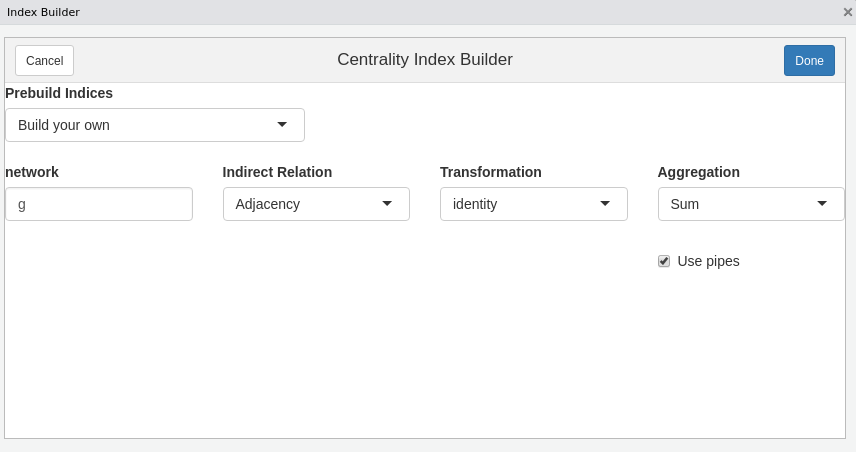 Index Builder
Cancel Centrality Index Builder Done
Prebuild Indices
Build your own
network Indirect Relation Transformation Aggregation
g Adjacency identity Sum
Use pipes